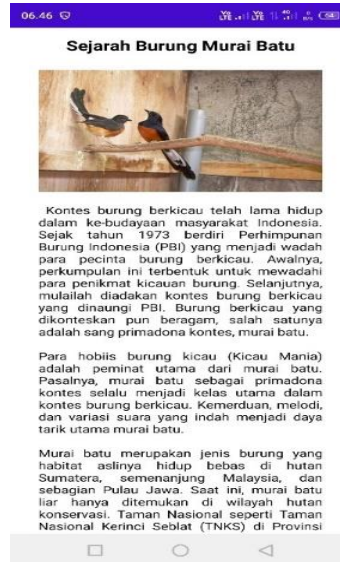 06.46
Sejarah Burung Murai Batu
Kontes burung berkicau telah lama hidup
dalam ke-budayaan masyarakat Indonesia.
Sejak tahun 1973 berdiri Perhimpunan
Burung Indonesia (PBI) yang menjadi wadah
para pecinta burung berkicau. Awalnya,
perkumpulan ini terbentuk untuk mewadahi
para penikmat kicauan burung. Selanjutnya,
mulailah diadakan kontes burung berkicau
yang dinaungi PBI. Burung berkicau yang
dikonteskan pun beragam, salah satunya
adalah sang primadona kontes, murai batu.
Para hobiis burung kicau (Kicau Mania)
adalah peminat utama dari murai batu.
Pasalnya, murai batu sebagai primadona
kontes selalu menjadi kelas utama dalam
kontes burung berkicau. Kemerduan, melodi,
dan variasi suara yang indah menjadi daya
tarik utama murai batu.
Murai batu merupakan jenis burung yang
habitat aslinya hidup bebas di hutan
Sumatera, semenanjung Malaysia, dan
sebagian Pulau Jawa. Saat ini, murai batu
liar hanya ditemukan di wilayah hutan
konservasi. Taman Nasional seperti Taman
Nasional Kerinci Seblat (TNKS) di Provinsi